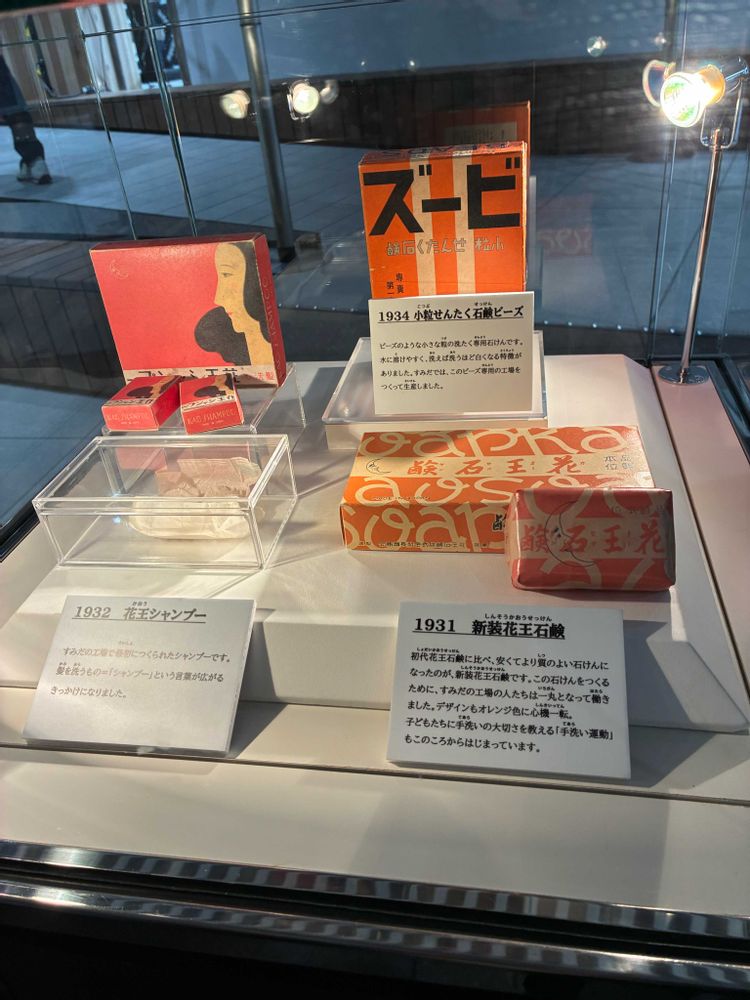 ズービ
鹸石くたんせ 粒小
専賣
第一
1934 小粒せんたく石鹸ビーズ
ビーズのような小さな粒の洗たく専用石けんです。
水に溶けやすく、洗えば洗うほど白くなる特徴が
ありました。すみだでは、このビーズ専用の工場を
つくって生産しました。
KAO SHAMPOO
鹸石王花
鹸石王花
1932 花王シャンプー
すみだの工場で最初につくられたシャンプーです。
髪を洗うもの=「シャンプー」という言葉が広がる
きっかけになりました。
1931 新装花王石鹸
初代花王石鹸に比べ、安くてより質のよい石けんに
なったのが、新装花王石鹸です。この石けんをつくる
ために、すみだの工場の人たちは一丸となって働き
ました。デザインもオレンジ色に心機一転。
子どもたちに手洗いの大切さを教える「手洗い運動」
もこのころからはじまっています。